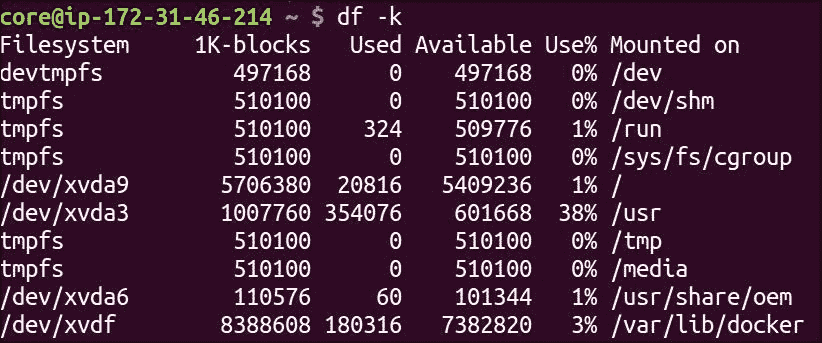 core@ip-172-31-46-214 ~ $ df -k
Filesystem     1K-blocks   Used Available Use% Mounted on
devtmpfs          497168      0    497168   0% /dev
tmpfs             510100      0    510100   0% /dev/shm
tmpfs             510100    324    509776   1% /run
tmpfs             510100      0    510100   0% /sys/fs/cgroup
/dev/xvda9       5706380  20816   5409236   1% /
/dev/xvda3       1007760 354076    601668  38% /usr
tmpfs             510100      0    510100   0% /tmp
tmpfs             510100      0    510100   0% /media
/dev/xvda6        110576     60    101344   1% /usr/share/oem
/dev/xvdf        8388608 180316   7382820   3% /var/lib/docker